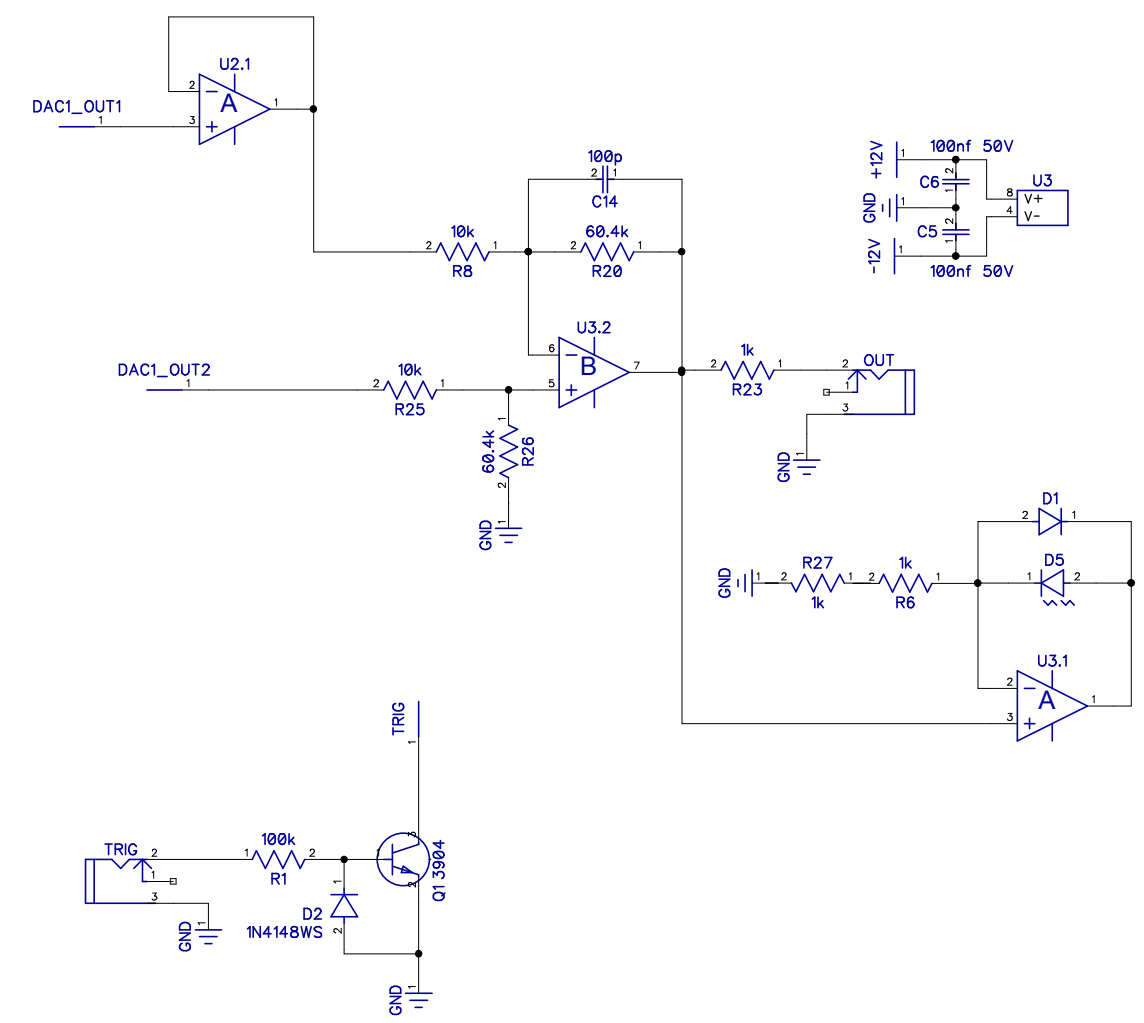 U2.1
2
A
1
DAC1_OUT1
1
3
100p
2 1
C14
+12V
1
100nf 50V
2
C6
1
U3
8 V+
4 V-
GND
1
2
C5
1
-12V
1
100nf 50V
10k
2 1
R8
60.4k
2 1
R20
U3.2
6
B
7
5
DAC1_OUT2
1
10k
2 1
R25
1k
2 1
R23
OUT
2
1
3
GND
1
1
60.4k
R26
2
GND
1
D1
2 1
D5
1 2
GND
1
R27
2 1
1k
1k
2 1
R6
U3.1
2
A
1
3
TRIG
1
TRIG
2
1
3
GND
1
100k
1 2
R1
1
3
2
Q1 3904
1
D2
1N4148WS
2
GND
1